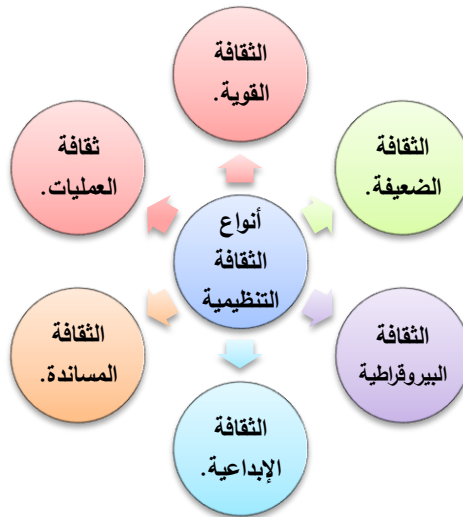 الثقافة
القوية.
الثقافة
الضعيفة.
ثقافة
العمليات.
أنواع
الثقافة
التنظيمية
الثقافة
البيروقراطية
الثقافة
المساندة.
الثقافة
الإبداعية.